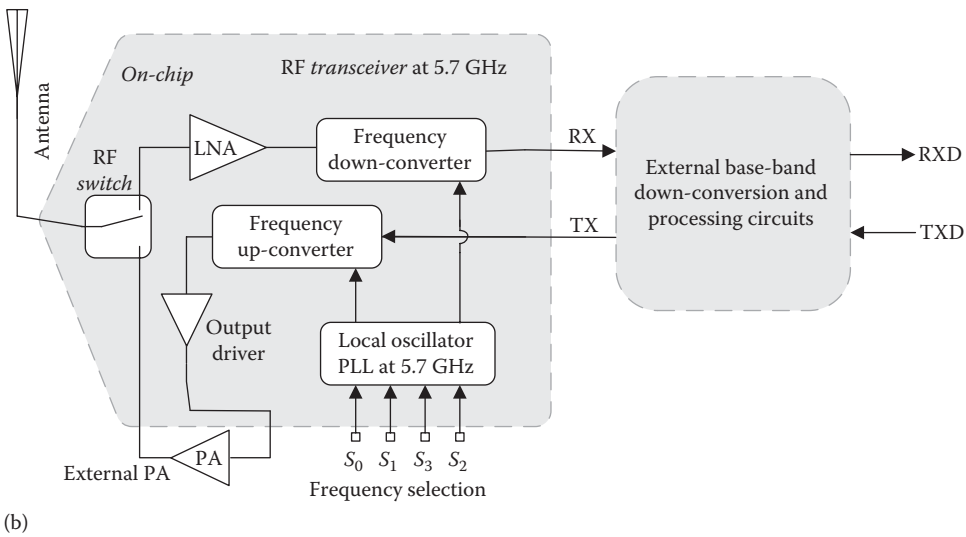 On-chip
RF transceiver at 5.7 GHz
Antenna
RF
switch
LNA
Frequency
down-converter
RX
External base-band
down-conversion and
processing circuits
RXD
Frequency
up-converter
TX
TXD
Output
driver
Local oscillator
PLL at 5.7 GHz
PA
External PA
S0 S1 S3 S2
Frequency selection
(b)